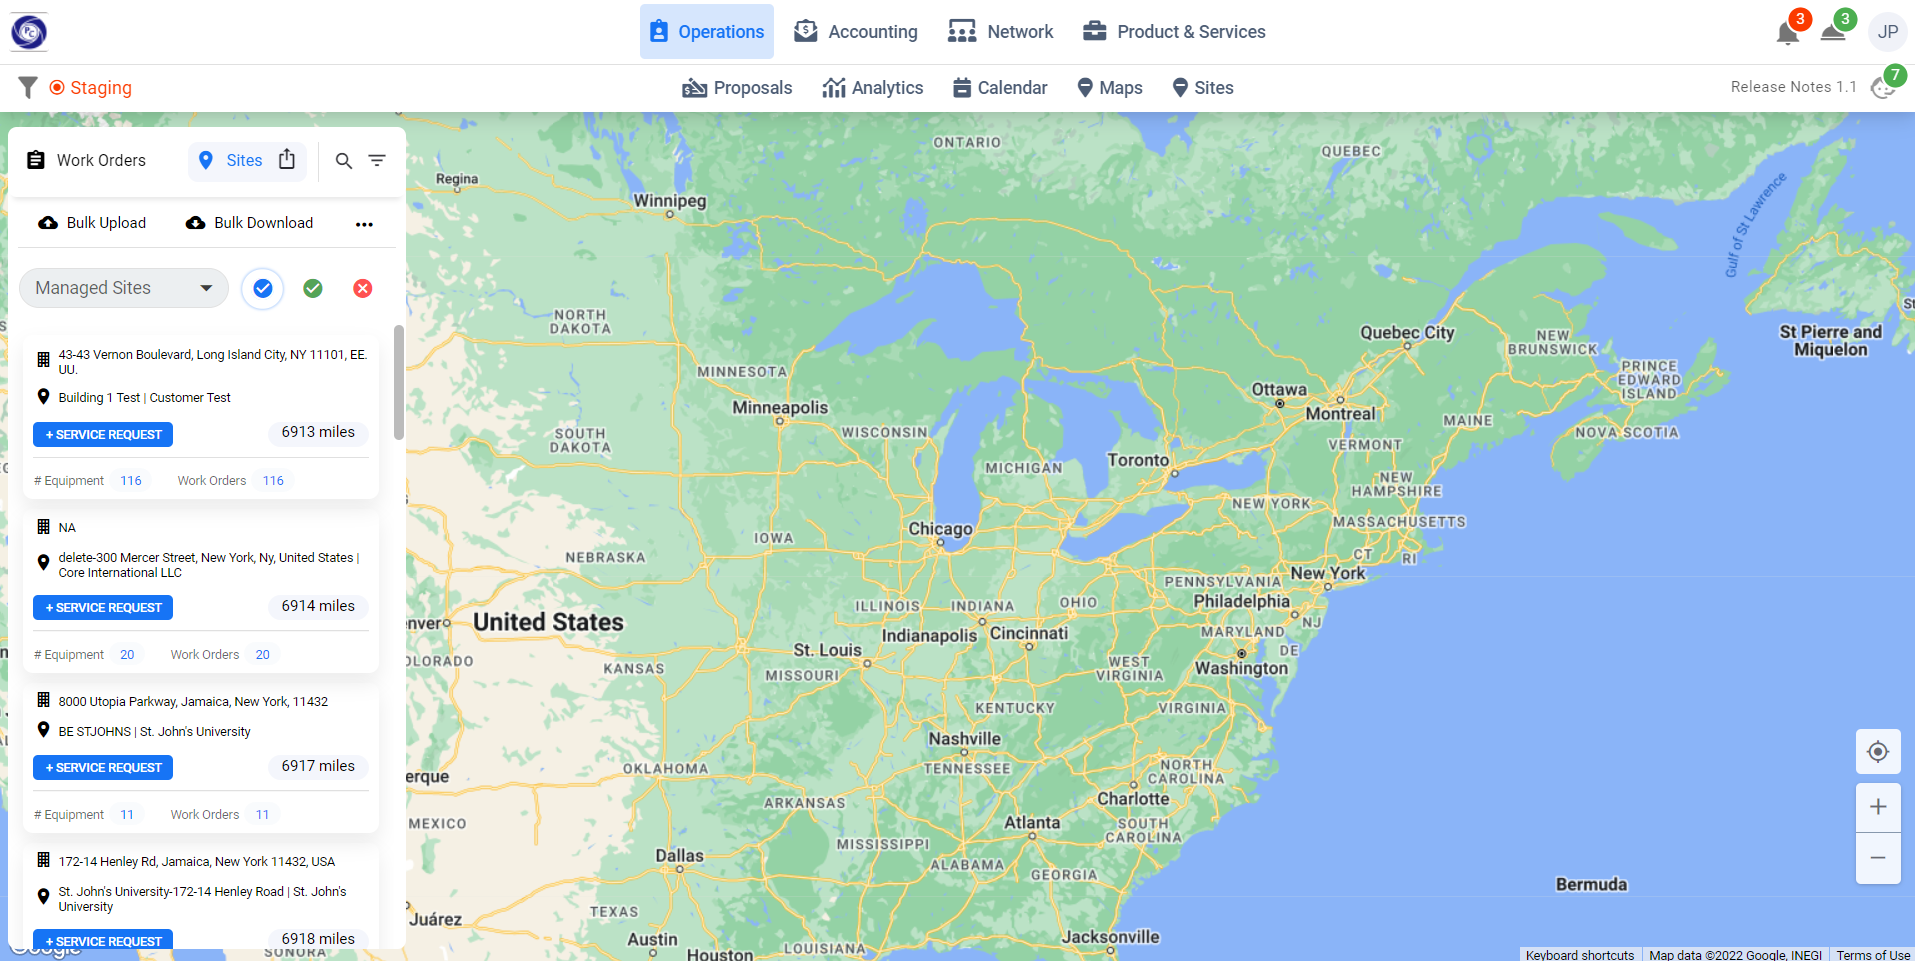 Operations
Accounting
Network
Product & Services
3
3
JP
Staging
Proposals
Analytics
Calendar
Maps
Sites
Release Notes 1.1
7
Work Orders
Sites
Bulk Upload
Bulk Download
Managed Sites
43-43 Vernon Boulevard, Long Island City, NY 11101, EE.
UU.
Building 1 Test | Customer Test
+ SERVICE REQUEST
6913 miles
# Equipment 116 Work Orders 116
NA
delete-300 Mercer Street, New York, Ny, United States |
Core International LLC
+ SERVICE REQUEST
6914 miles
# Equipment 20 Work Orders 20
8000 Utopia Parkway, Jamaica, New York, 11432
BE STJOHNS | St. John's University
+ SERVICE REQUEST
6917 miles
# Equipment 11 Work Orders 11
172-14 Henley Rd, Jamaica, New York 11432, USA
St. John's University-172-14 Henley Road | St. John's
University
+ SERVICE REQUEST
6918 miles
Google
ONTARIO
QUEBEC
Regina
Winnipeg
Gulf of St Lawrence
NORTH
DAKOTA
Quebec City
NEW
BRUNSWICK
St Pierre and
Miquelon
PRINCE
EDWARD
ISLAND
MINNESOTA
Ottawa
Montreal
Minneapolis
MAINE
NOVA SCOTIA
SOUTH
DAKOTA
WISCONSIN
VERMONT
MICHIGAN
Toronto
NEW
HAMPSHIRE
NEW YORK
MASSACHUSETTS
Chicago
IOWA
NEBRASKA
CT
RI
PENNSYLVANIA
New York
ILLINOIS
INDIANA
OHIO
Philadelphia
nver
United States
Indianapolis
Cincinnati
MARYLAND
NJ
St. Louis
DE
Washington
OLORADO
KANSAS
MISSOURI
WEST
VIRGINIA
KENTUCKY
VIRGINIA
Nashville
OKLAHOMA
TENNESSEE
NORTH
CAROLINA
erque
ARKANSAS
Charlotte
MEXICO
Atlanta
SOUTH
CAROLINA
MISSISSIPPI
Dallas
ALABAMA
GEORGIA
Bermuda
Juárez
TEXAS
Austin
LOUISIANA
Jacksonville
SONORA
Houston
Keyboard shortcuts
Map data ©2022 Google, INEGI
Terms of Use